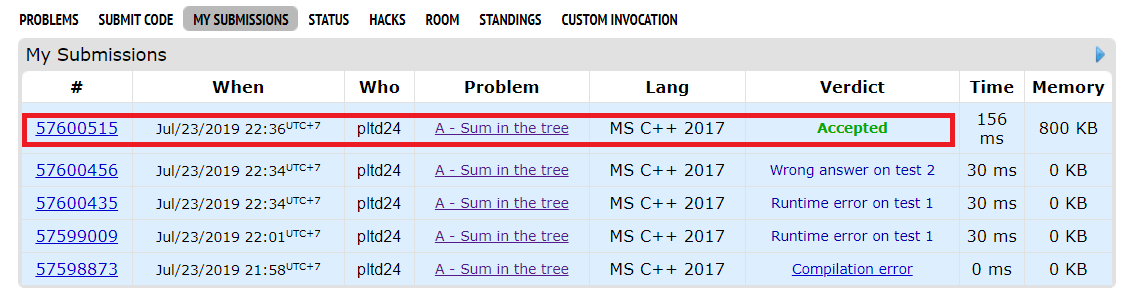 PROBLEMS SUBMIT CODE MY SUBMISSIONS STATUS HACKS ROOM STANDINGS CUSTOM INVOCATION
My Submissions
# When Who Problem Lang Verdict Time Memory
57600515 Jul/23/2019 22:36 UTC+7 pltd24 A - Sum in the tree MS C++ 2017 Accepted 156 ms 800 KB
57600456 Jul/23/2019 22:34 UTC+7 pltd24 A - Sum in the tree MS C++ 2017 Wrong answer on test 2 30 ms 0 KB
57600435 Jul/23/2019 22:34 UTC+7 pltd24 A - Sum in the tree MS C++ 2017 Runtime error on test 1 30 ms 0 KB
57599009 Jul/23/2019 22:01 UTC+7 pltd24 A - Sum in the tree MS C++ 2017 Runtime error on test 1 30 ms 0 KB
57598873 Jul/23/2019 21:58 UTC+7 pltd24 A - Sum in the tree MS C++ 2017 Compilation error 0 ms 0 KB